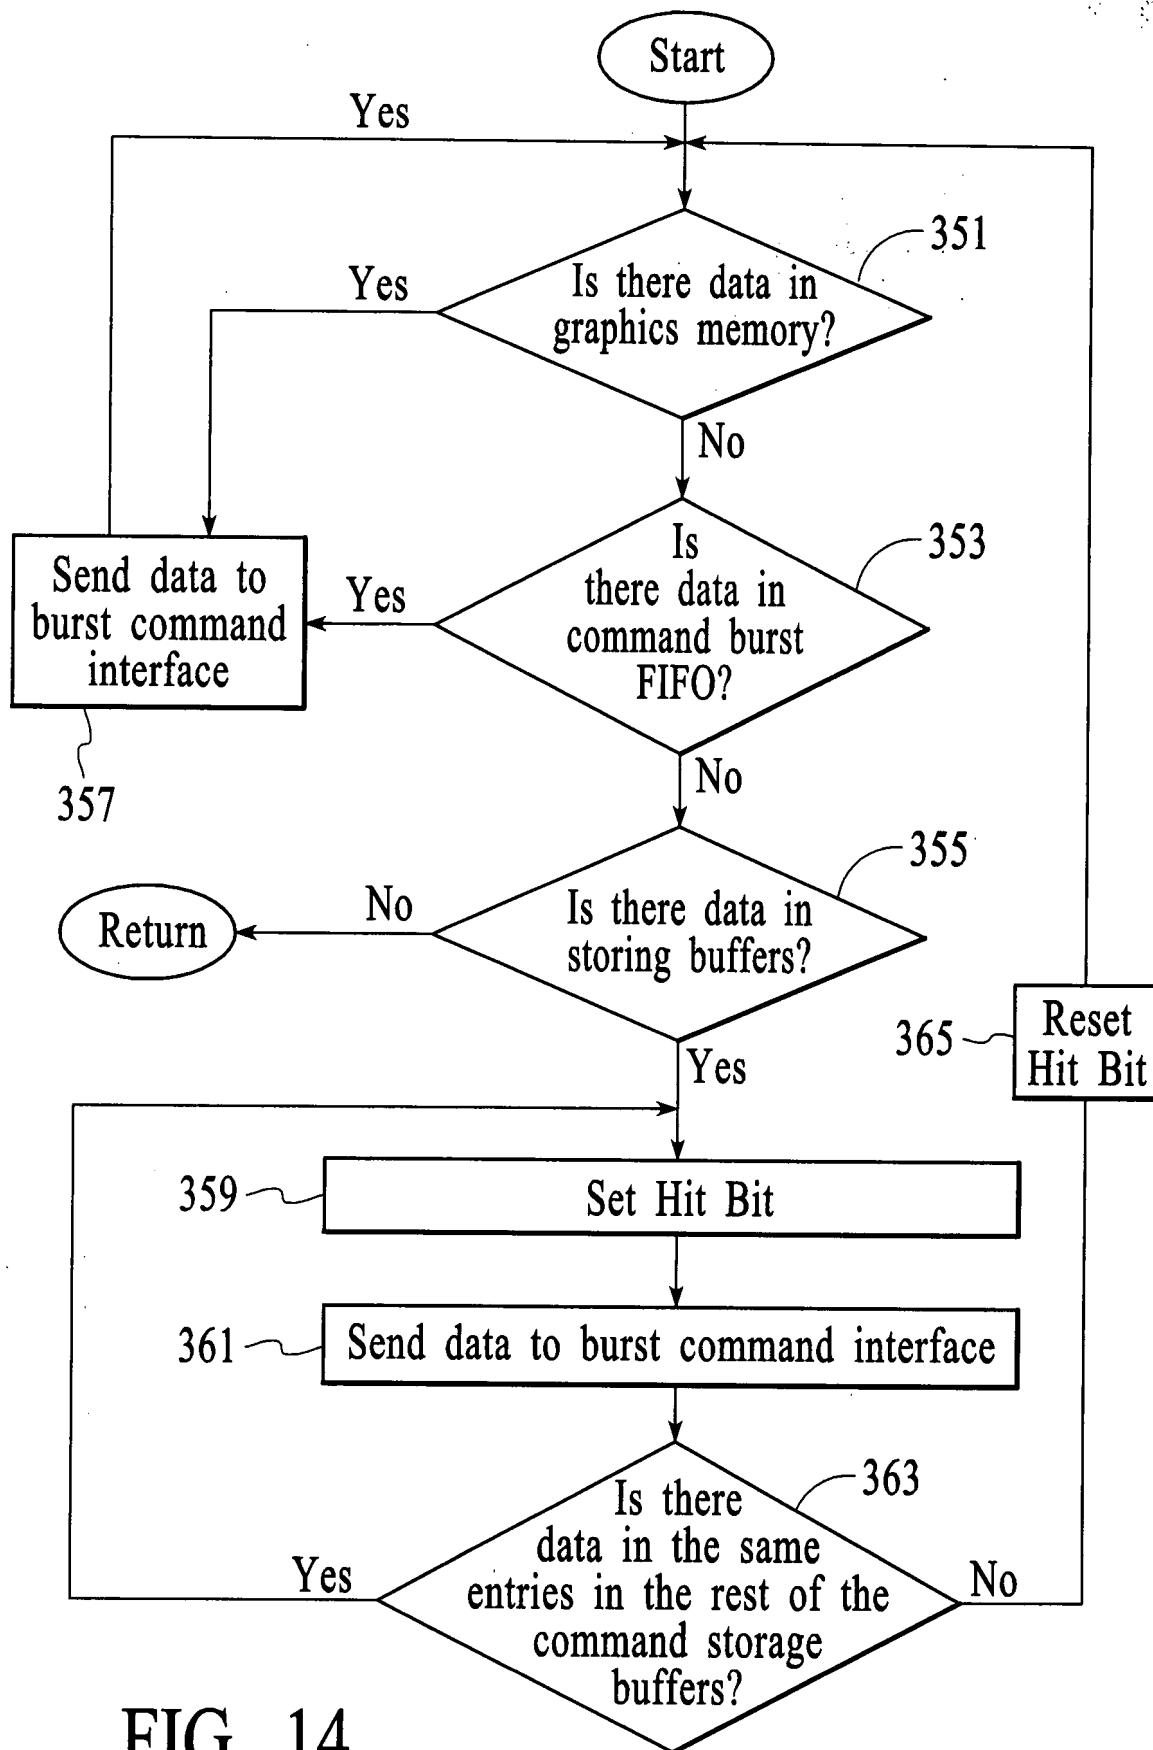 Start
Yes
351
Is there data in
graphics memory?
Yes
No
353
Is
there data in
command burst
FIFO?
Yes
Send data to
burst command
interface
357
No
355
Is there data in
storing buffers?
No
Return
Yes
365
Reset
Hit Bit
359
Set Hit Bit
361
Send data to burst command interface
363
Is there
data in the same
entries in the rest of the
command storage
buffers?
Yes
No
FIG. 14